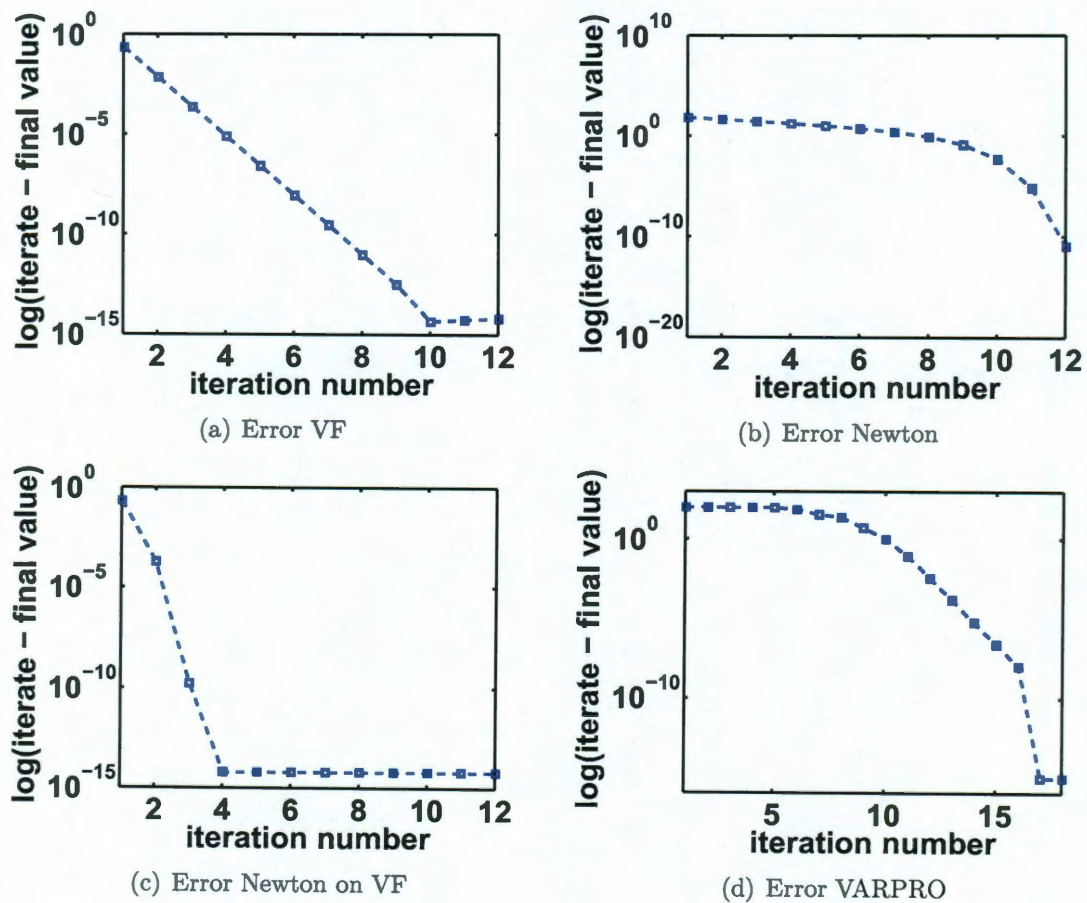 log(iterate – final value)
10^0
10^-5
10^-10
10^-15
2 4 6 8 10 12
iteration number
(a) Error VF
log(iterate – final value)
10^10
10^0
10^-10
10^-20
2 4 6 8 10 12
iteration number
(b) Error Newton
log(iterate – final value)
10^0
10^-5
10^-10
10^-15
2 4 6 8 10 12
iteration number
(c) Error Newton on VF
log(iterate – final value)
10^0
10^-10
5 10 15
iteration number
(d) Error VARPRO